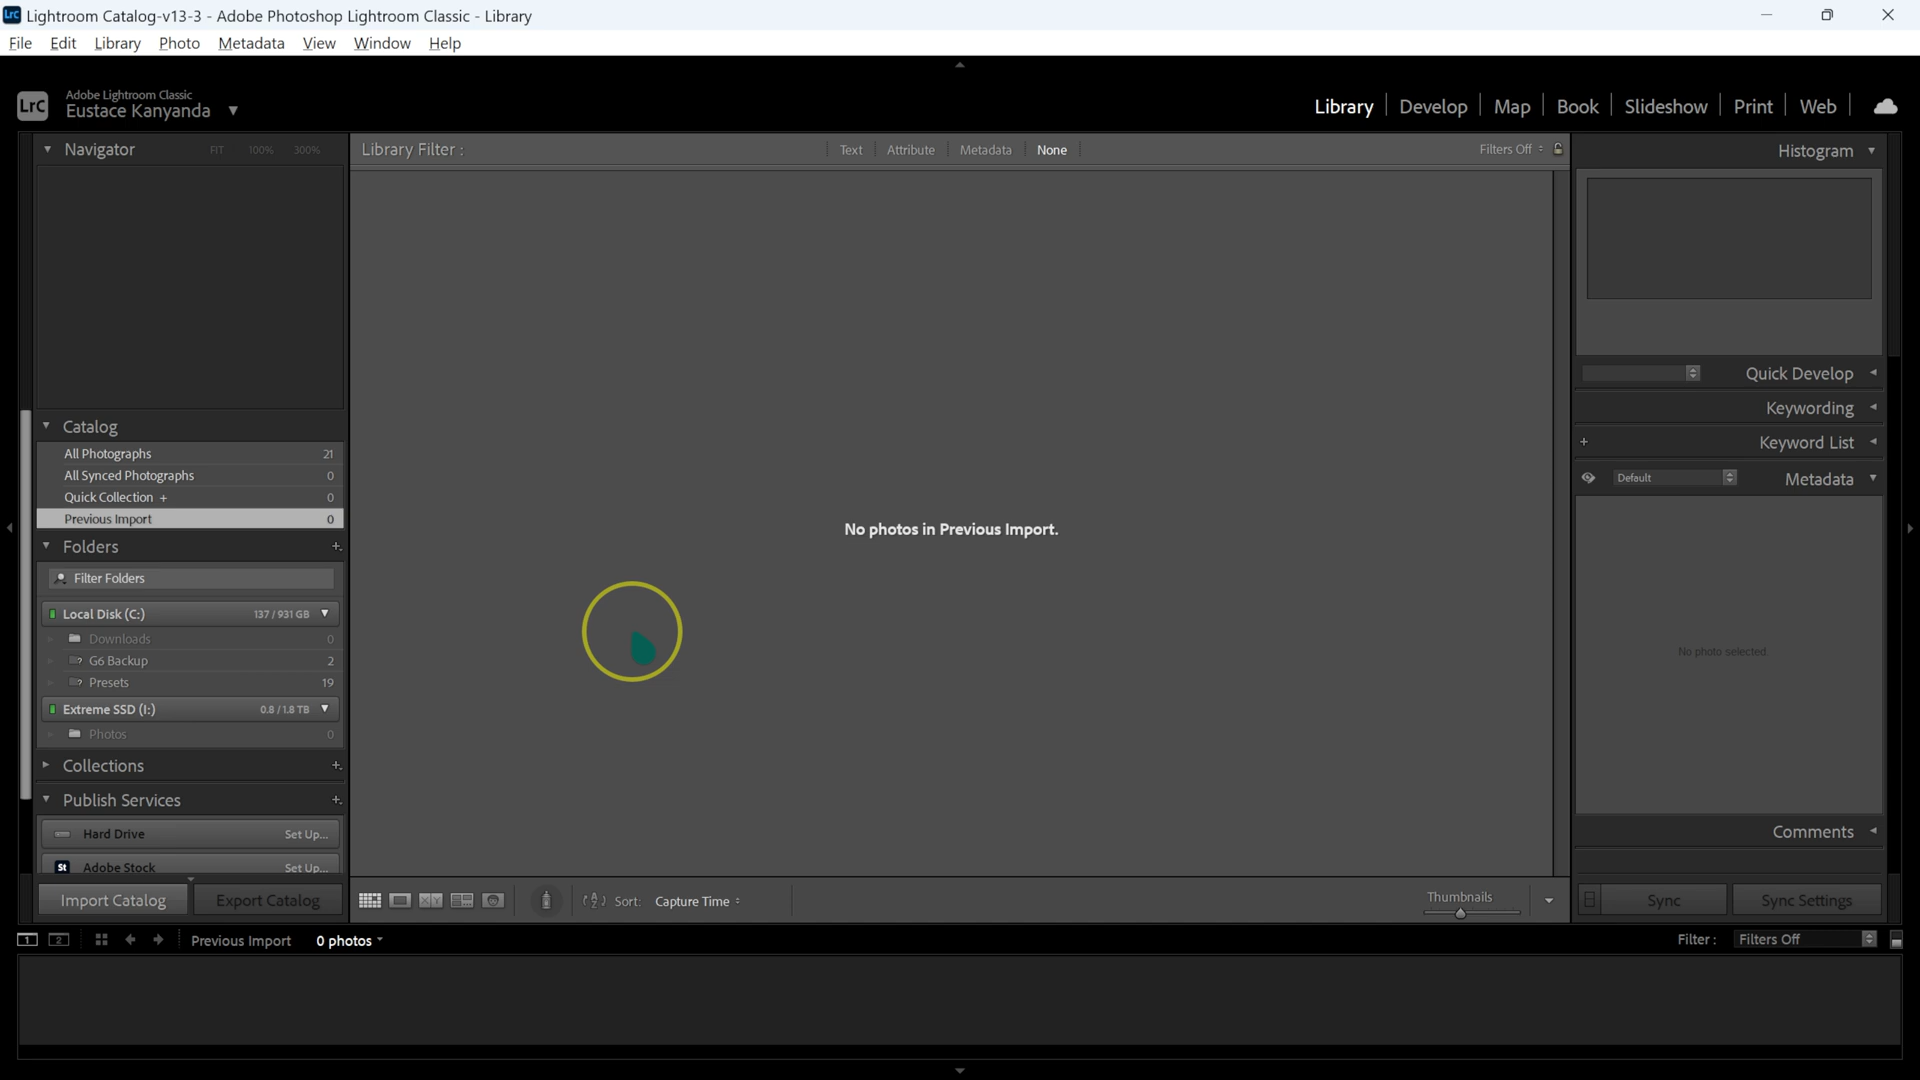 Lightroom Catalog-v13-3 - Adobe Photoshop Lightroom Classic - Library
File Edit Library Photo Metadata View Window Help
LrC Adobe Lightroom Classic
Eustace Kanyanda
Library Develop Map Book Slideshow Print Web
Navigator FIT 100% 300%
Library Filter : Text Attribute Metadata None Filters Off
Histogram
Quick Develop
Keywording
Keyword List
Default Metadata
No photo selected.
Comments
Sync Sync Settings
Catalog
All Photographs 21
All Synced Photographs 0
Quick Collection + 0
Previous Import 0
Folders
Filter Folders
Local Disk (C:) 137 / 931 GB
Downloads 0
G6 Backup 2
Presets 19
Extreme SSD (I:) 0.8 / 1.8 TB
Photos 0
Collections
Publish Services
Hard Drive Set Up...
St Adobe Stock Set Up...
Import Catalog Export Catalog
No photos in Previous Import.
XY Sort: Capture Time Thumbnails
1 2 Previous Import 0 photos Filter : Filters Off